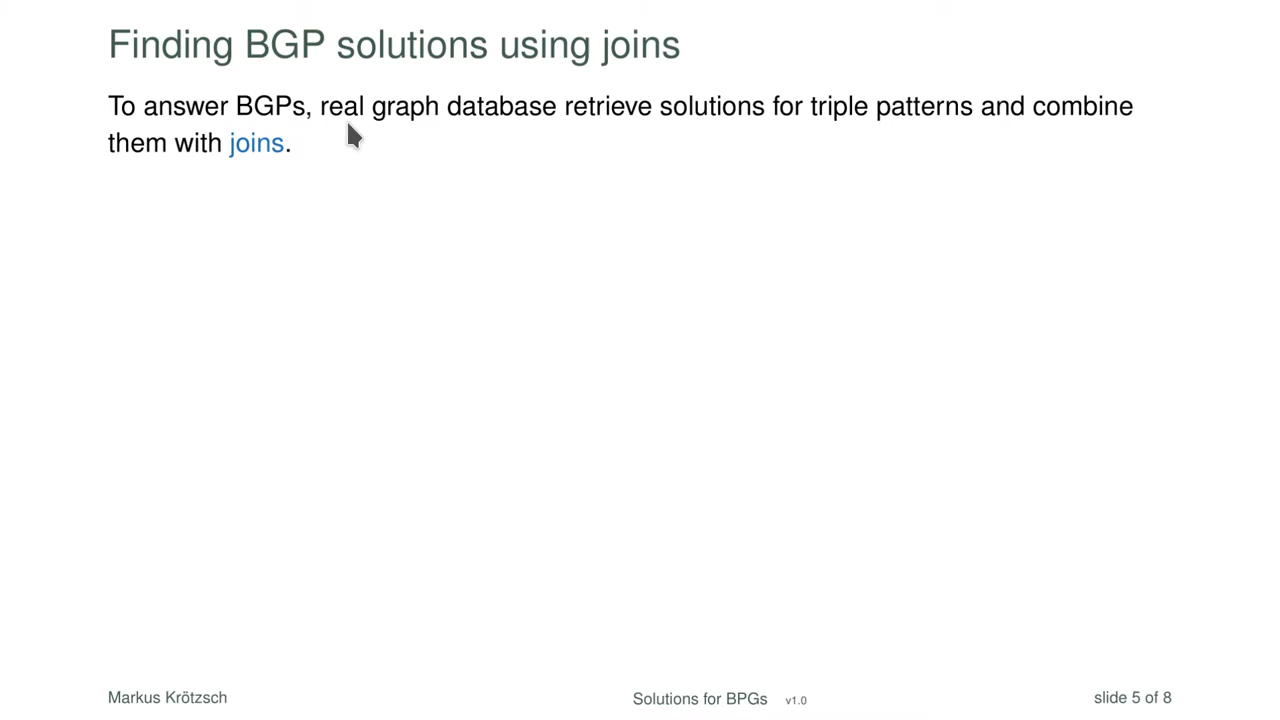 Finding BGP solutions using joins
To answer BGPs, real graph database retrieve solutions for triple patterns and combine
them with joins.
Markus Krötzsch
Solutions for BPGs v1.0
slide 5 of 8